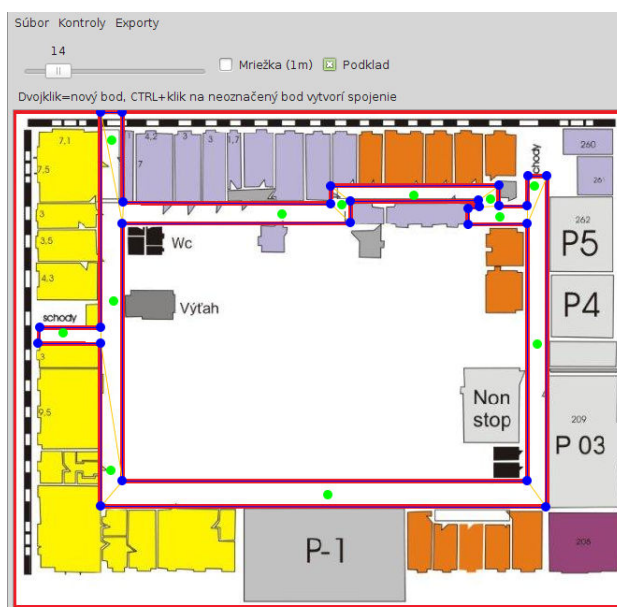 Súbor Kontroly Exporty
14
Mriežka (1m) Podklad
Dvojklik=nový bod, CTRL+klik na neoznačený bod vytvorí spojenie
7,1
1
4,2
3
3
1,7
7
260
schody
7,5
261
3
262
Wc
P5
3,5
4,3
Výťah
P4
schody
3
Non
stop
9,5
209
P 03
P-1
206